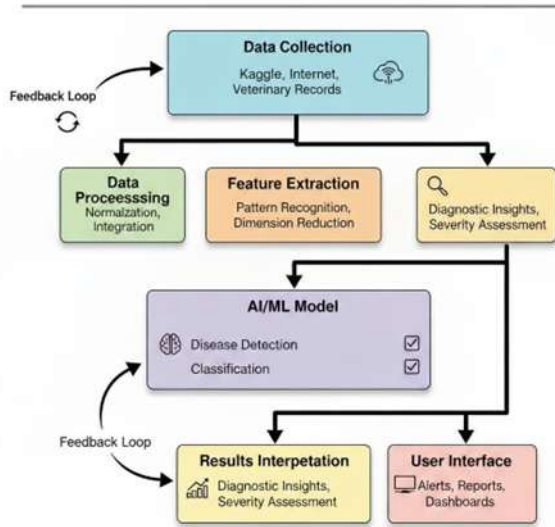 Data Collection
Kaggle, Internet,
Veterinary Records
Feedback Loop
Data
Proceesssing
Normalzation,
Integration
Feature Extraction
Pattern Recognition,
Dimension Reduction
Diagnostic Insights,
Severity Assessment
AI/ML Model
Disease Detection
Classification
Feedback Loop
Results Interpetation
Diagnostic Insights,
Severity Assessment
User Interface
Alerts, Reports,
Dashboards